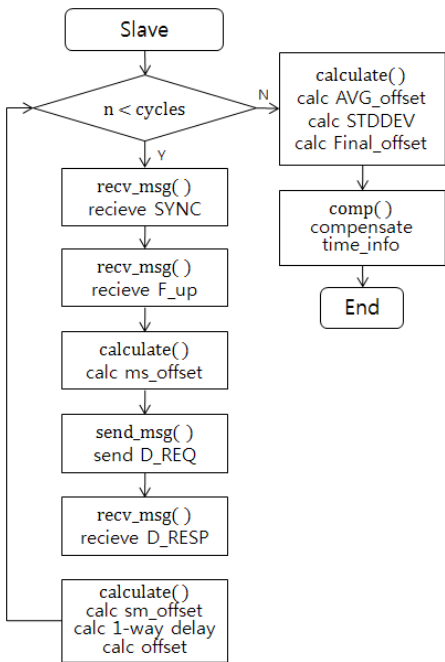 Slave
n < cycles
N
Y
calculate()
calc AVG_offset
calc STDDEV
calc Final_offset
comp()
compensate
time_info
End
recv_msg()
recieve SYNC
recv_msg()
recieve F_up
calculate()
calc ms_offset
send_msg()
send D_REQ
recv_msg()
recieve D_RESP
calculate()
calc sm_offset
calc 1-way delay
calc offset